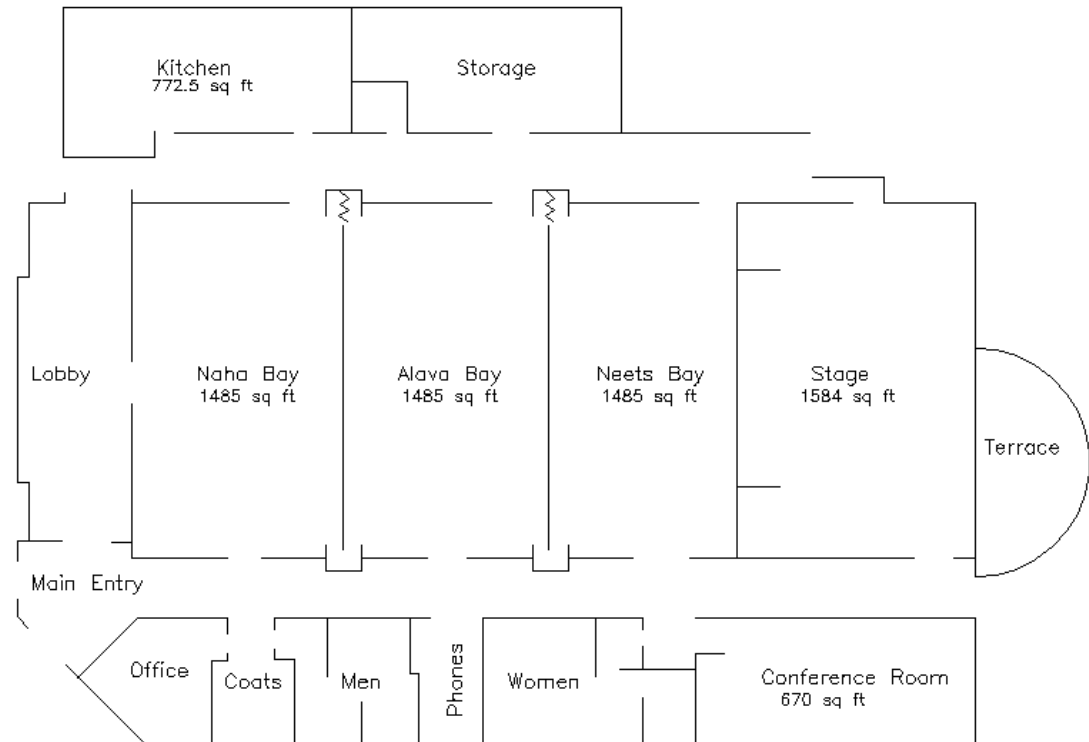 Kitchen
772.5 sq ft
Storage
Lobby
Naha Bay
1485 sq ft
Alava Bay
1485 sq ft
Neets Bay
1485 sq ft
Stage
1584 sq ft
Terrace
Main Entry
Office
Coats
Men
Phones
Women
Conference Room
670 sq ft